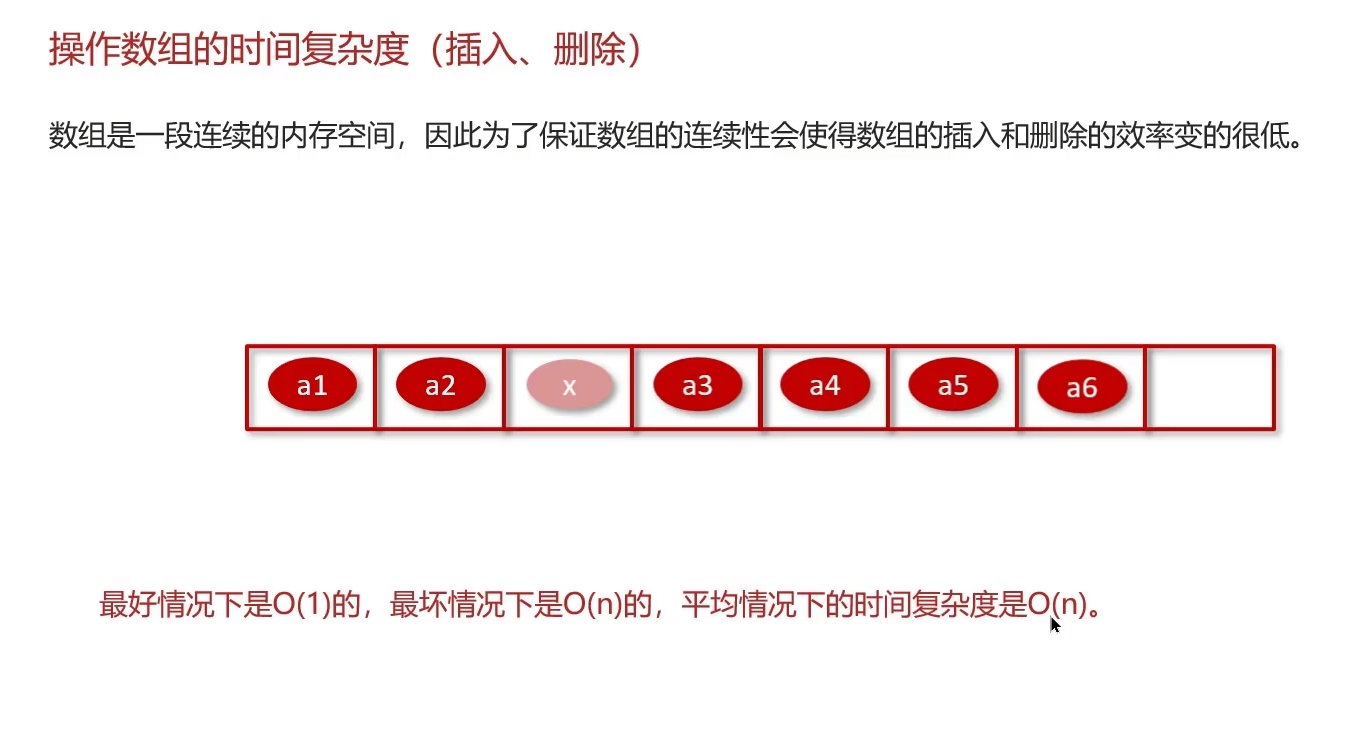 操作数组的时间复杂度（插入、删除）
数组是一段连续的内存空间，因此为了保证数组的连续性会使得数组的插入和删除的效率变的很低。
a1 a2 x a3 a4 a5 a6
最好情况下是O(1)的，最坏情况下是O(n)的，平均情况下的时间复杂度是O(n)。